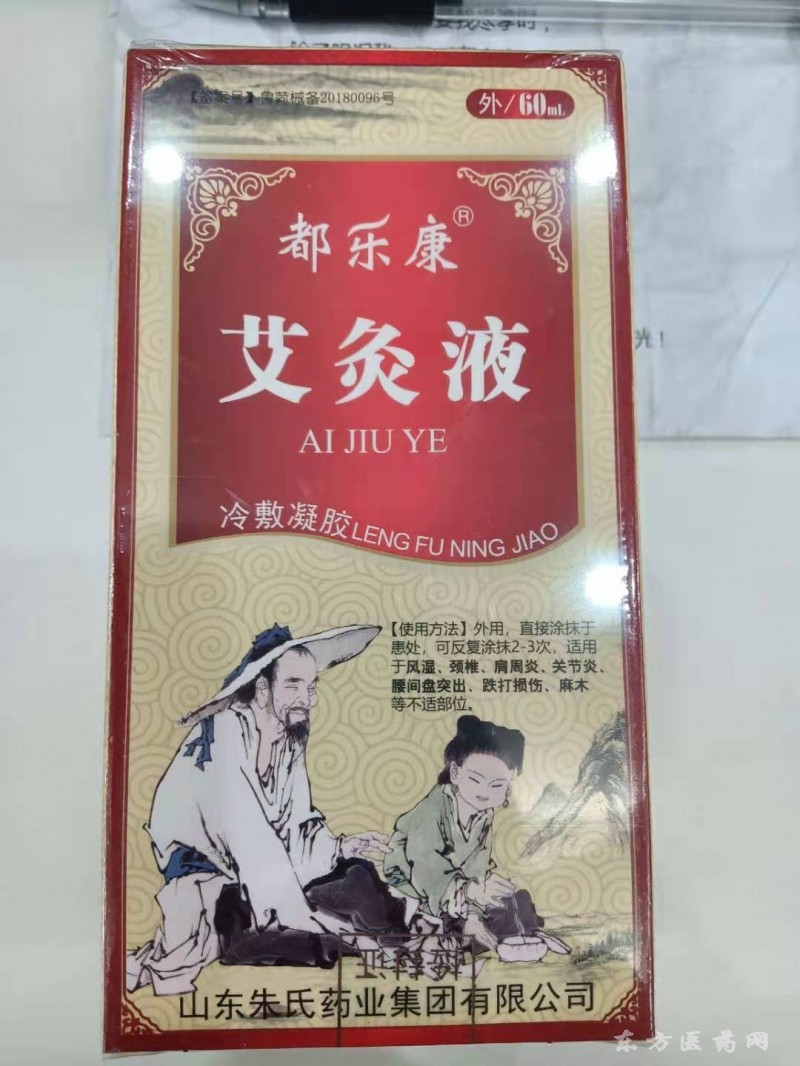 【备案号】鲁菏械备20180096号
外/60mL
都乐康®
艾灸液
AI JIU YE
冷敷凝胶LENG FU NING JIAO
【使用方法】外用，直接涂抹于
患处，可反复涂抹2-3次，适用
于风湿、颈椎、肩周炎、关节炎、
腰间盘突出、跌打损伤、麻木
等不适部位。
山东朱氏药业集团有限公司
光！
东方医药网